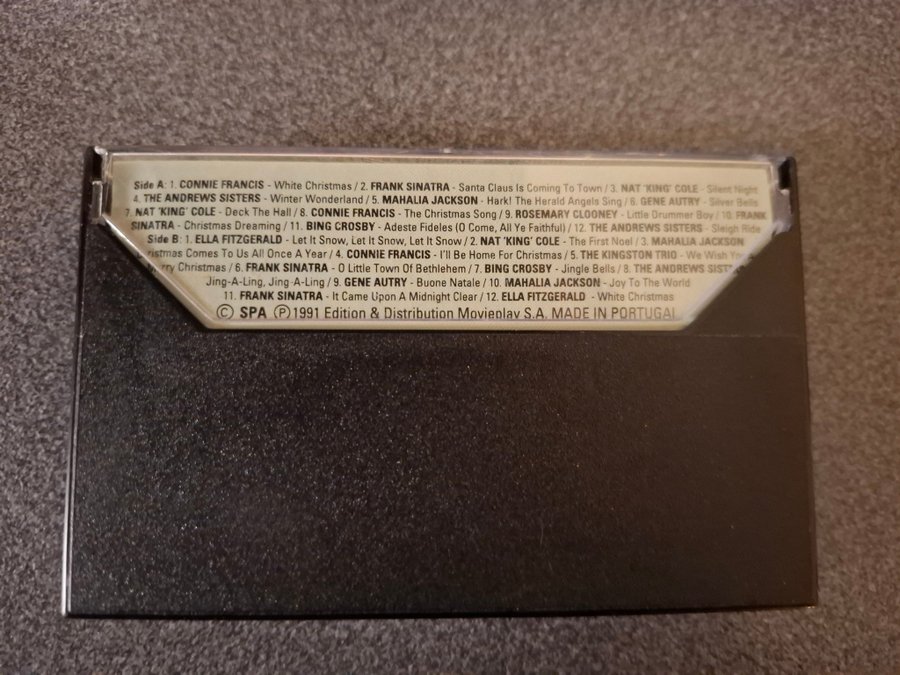 Side A: 1. CONNIE FRANCIS - White Christmas / 2. FRANK SINATRA - Santa Claus Is Coming To Town / 3. NAT 'KING' COLE - Silent Night
4. THE ANDREWS SISTERS - Winter Wonderland / 5. MAHALIA JACKSON - Hark! The Herald Angels Sing / 6. GENE AUTRY - Silver Bells
7. NAT 'KING' COLE - Deck The Hall / 8. CONNIE FRANCIS - The Christmas Song / 9. ROSEMARY CLOONEY - Little Drummer Boy / 10. FRANK
SINATRA - Christmas Dreaming / 11. BING CROSBY - Adeste Fideles (O Come, All Ye Faithful) / 12. THE ANDREWS SISTERS - Sleigh Ride
Side B: 1. ELLA FITZGERALD - Let It Snow, Let It Snow, Let It Snow / 2. NAT 'KING' COLE - The First Noel / 3. MAHALIA JACKSON
Comes To Us All Once A Year / 4. CONNIE FRANCIS - I'll Be Home For Christmas / 5. THE KINGSTON TRIO - We Wish You
Christmas / 6. FRANK SINATRA - O Little Town Of Bethlehem / 7. BING CROSBY - Jingle Bells / 8. THE ANDREWS
Jing-A-Ling, Jing-A-Ling / 9. GENE AUTRY - Buone Natale / 10. MAHALIA JACKSON - Joy To The World
11. FRANK SINATRA - It Came Upon A Midnight Clear / 12. ELLA FITZGERALD - White Christmas
© SPA ℗ 1991 Edition & Distribution Movieplay S.A. MADE IN PORTUGAL